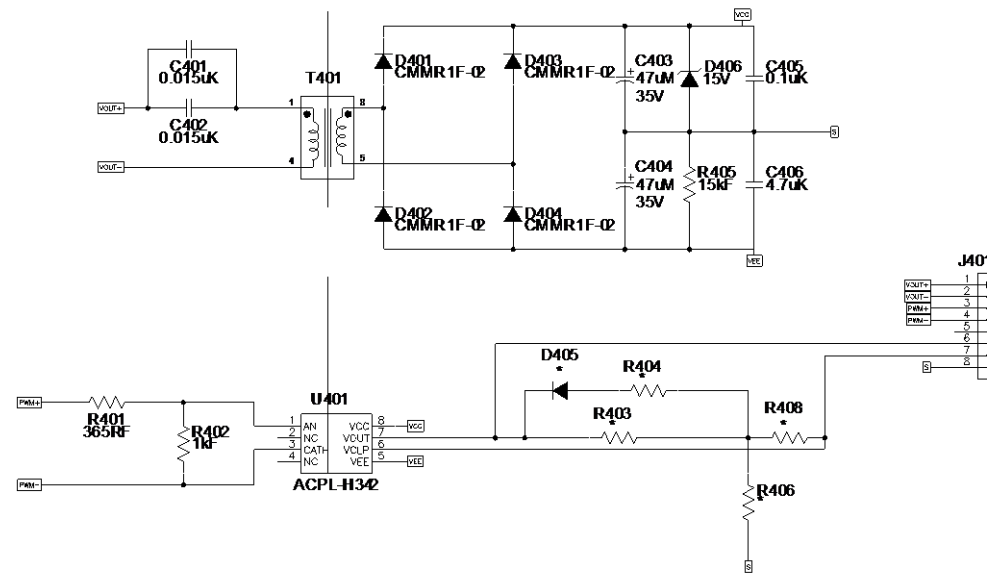 VCC
C401
0.015uK
T401
D401
CMMR1F-02
D403
CMMR1F-02
C403
47uM
35V
D406
15V
C405
0.1uK
VOUT+
1
8
C402
0.015uK
S
VOUT-
4
5
C404
47uM
35V
R405
15kF
C406
4.7uK
D402
CMMR1F-02
D404
CMMR1F-02
VEE
J401
VOUT+ 1
VOUT- 2
PWM+ 3
PWM- 4
5
6
7
S 8
D405
*
R404
*
U401
PWM+
R401
365RF
R402
1kF
1 AN VCC 8 VCC
2 NC VOUT 7
3 CATH VCLP 6
4 NC VEE 5 VEE
R403
*
R408
*
PWM-
ACPL-H342
R406
*
S